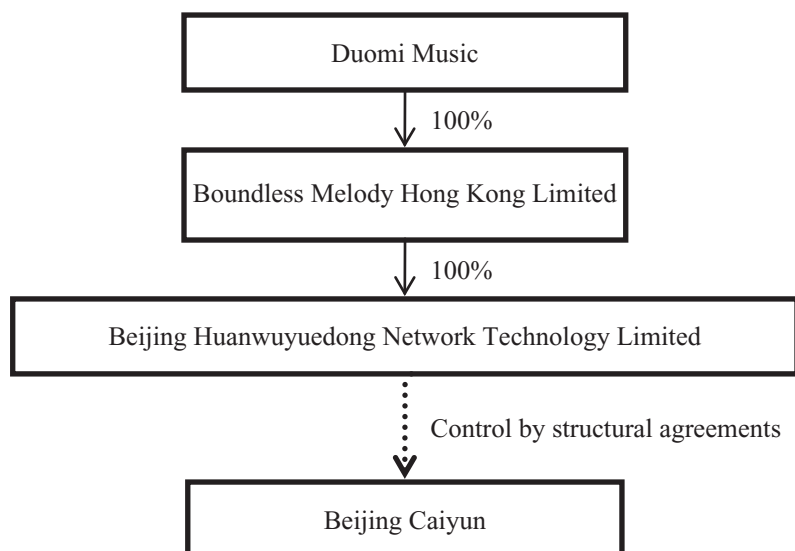 Duomi Music
100%
Boundless Melody Hong Kong Limited
100%
Beijing Huanwuyuedong Network Technology Limited
Control by structural agreements
Beijing Caiyun